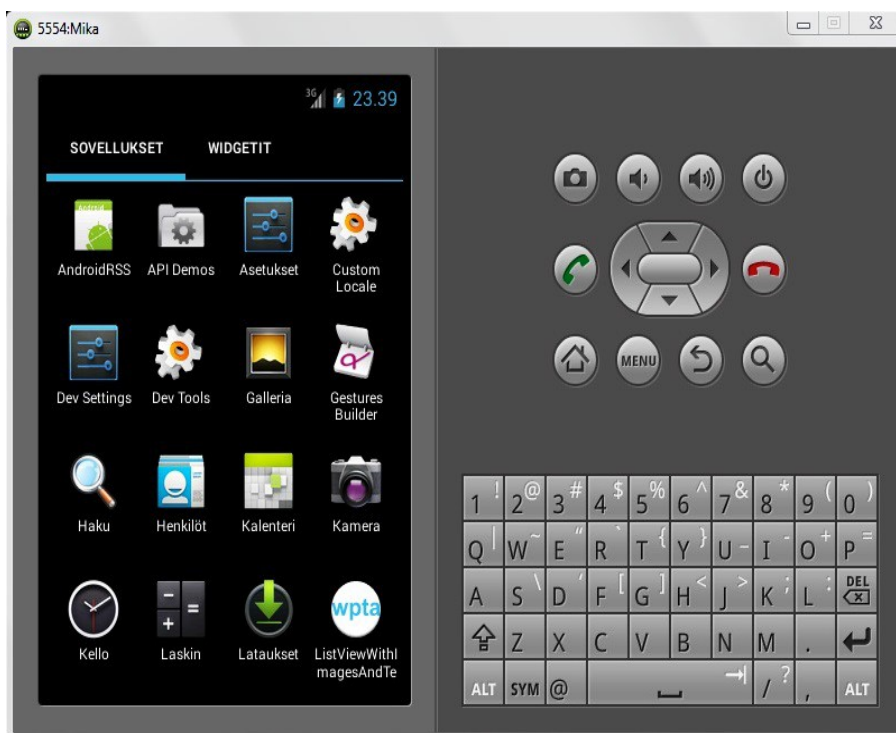 5554:Mika
3G 23.39
SOVELLUKSET WIDGETIT
Android
AndroidRSS API Demos Asetukset Custom
Locale
Dev Settings Dev Tools Galleria Gestures
Builder
Haku Henkilöt Kalenteri Kamera
wpta
Kello Laskin Lataukset ListViewWithI
magesAndTe
MENU
1 ! 2 @ 3 # 4 $ 5 % 6 ^ 7 & 8 * 9 ( 0 )
Q | W ~ E " R ` T { Y } U _ I - O + P =
A S \ D ' F [ G ] H < J > K ; L : DEL
Z X C V B N M .
ALT SYM @ / ? , ALT